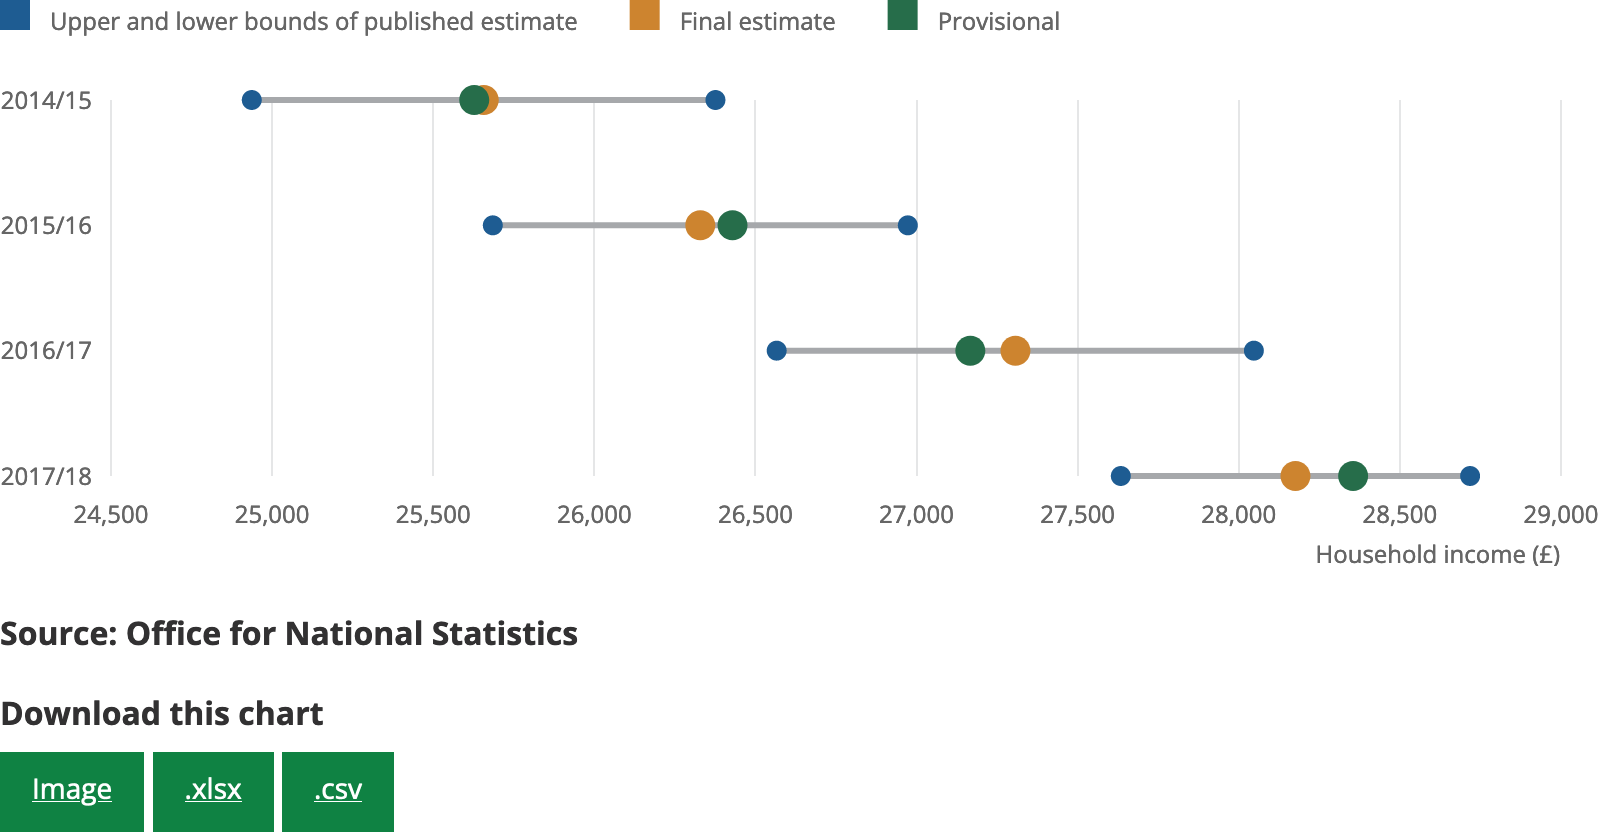 Upper and lower bounds of published estimate Final estimate Provisional
2014/15
2015/16
2016/17
2017/18
24,500 25,000 25,500 26,000 26,500 27,000 27,500 28,000 28,500 29,000
Household income (£)
Source: Office for National Statistics
Download this chart
Image .xlsx .csv